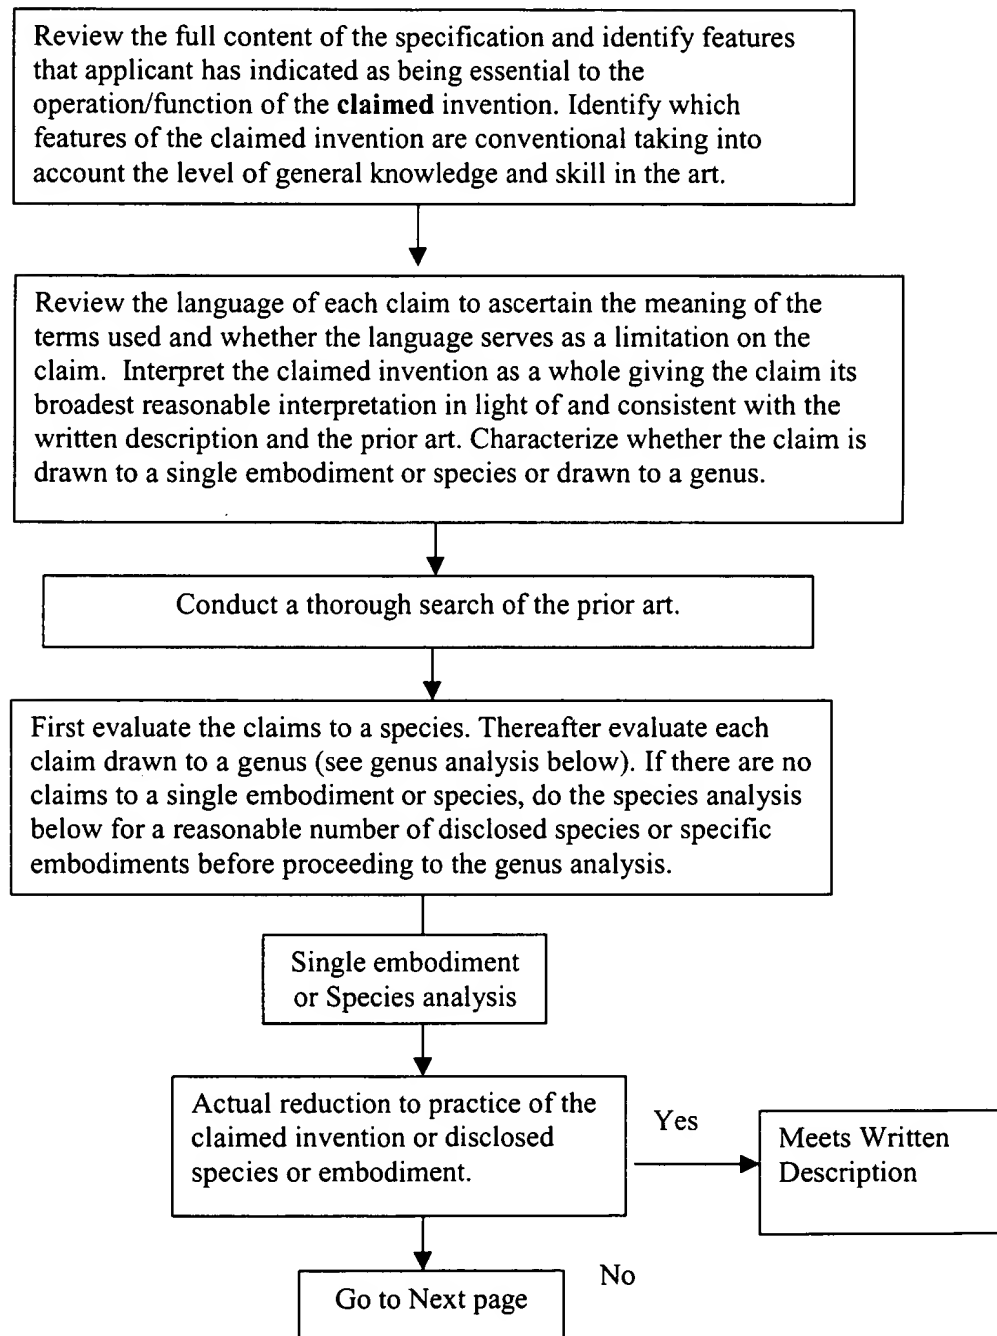 Review the full content of the specification and identify features
that applicant has indicated as being essential to the
operation/function of the claimed invention. Identify which
features of the claimed invention are conventional taking into
account the level of general knowledge and skill in the art.
Review the language of each claim to ascertain the meaning of the
terms used and whether the language serves as a limitation on the
claim. Interpret the claimed invention as a whole giving the claim its
broadest reasonable interpretation in light of and consistent with the
written description and the prior art. Characterize whether the claim is
drawn to a single embodiment or species or drawn to a genus.
Conduct a thorough search of the prior art.
First evaluate the claims to a species. Thereafter evaluate each
claim drawn to a genus (see genus analysis below). If there are no
claims to a single embodiment or species, do the species analysis
below for a reasonable number of disclosed species or specific
embodiments before proceeding to the genus analysis.
Single embodiment
or Species analysis
Actual reduction to practice of the
claimed invention or disclosed
species or embodiment.
Yes
Meets Written
Description
No
Go to Next page